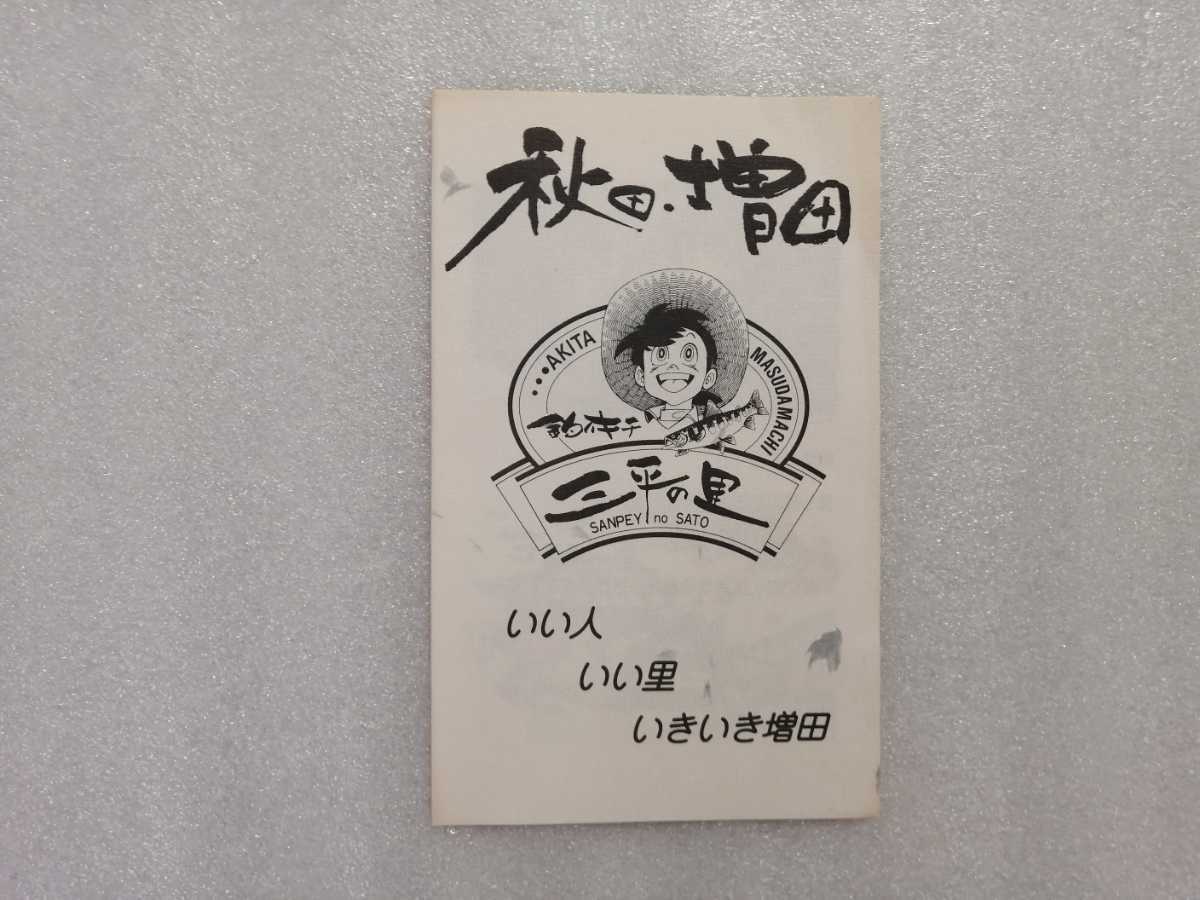 秋田・増田
•••AKITA
MASUDAMACHI
釣キチ
三平の里
SANPEY no SATO
いい人
いい里
いきいき増田